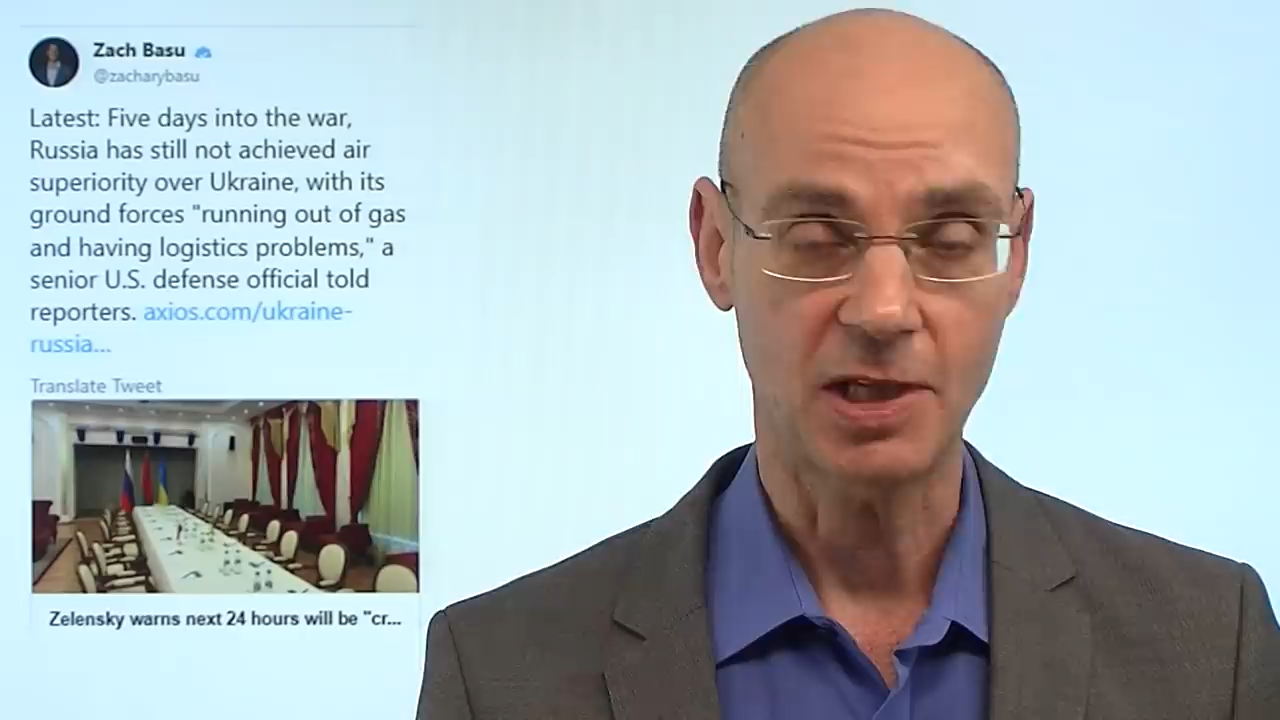 Zach Basu
@zacharybasu
Latest: Five days into the war,
Russia has still not achieved air
superiority over Ukraine, with its
ground forces "running out of gas
and having logistics problems," a
senior U.S. defense official told
reporters. axios.com/ukraine-
russia...
Translate Tweet
Zelensky warns next 24 hours will be "cr...